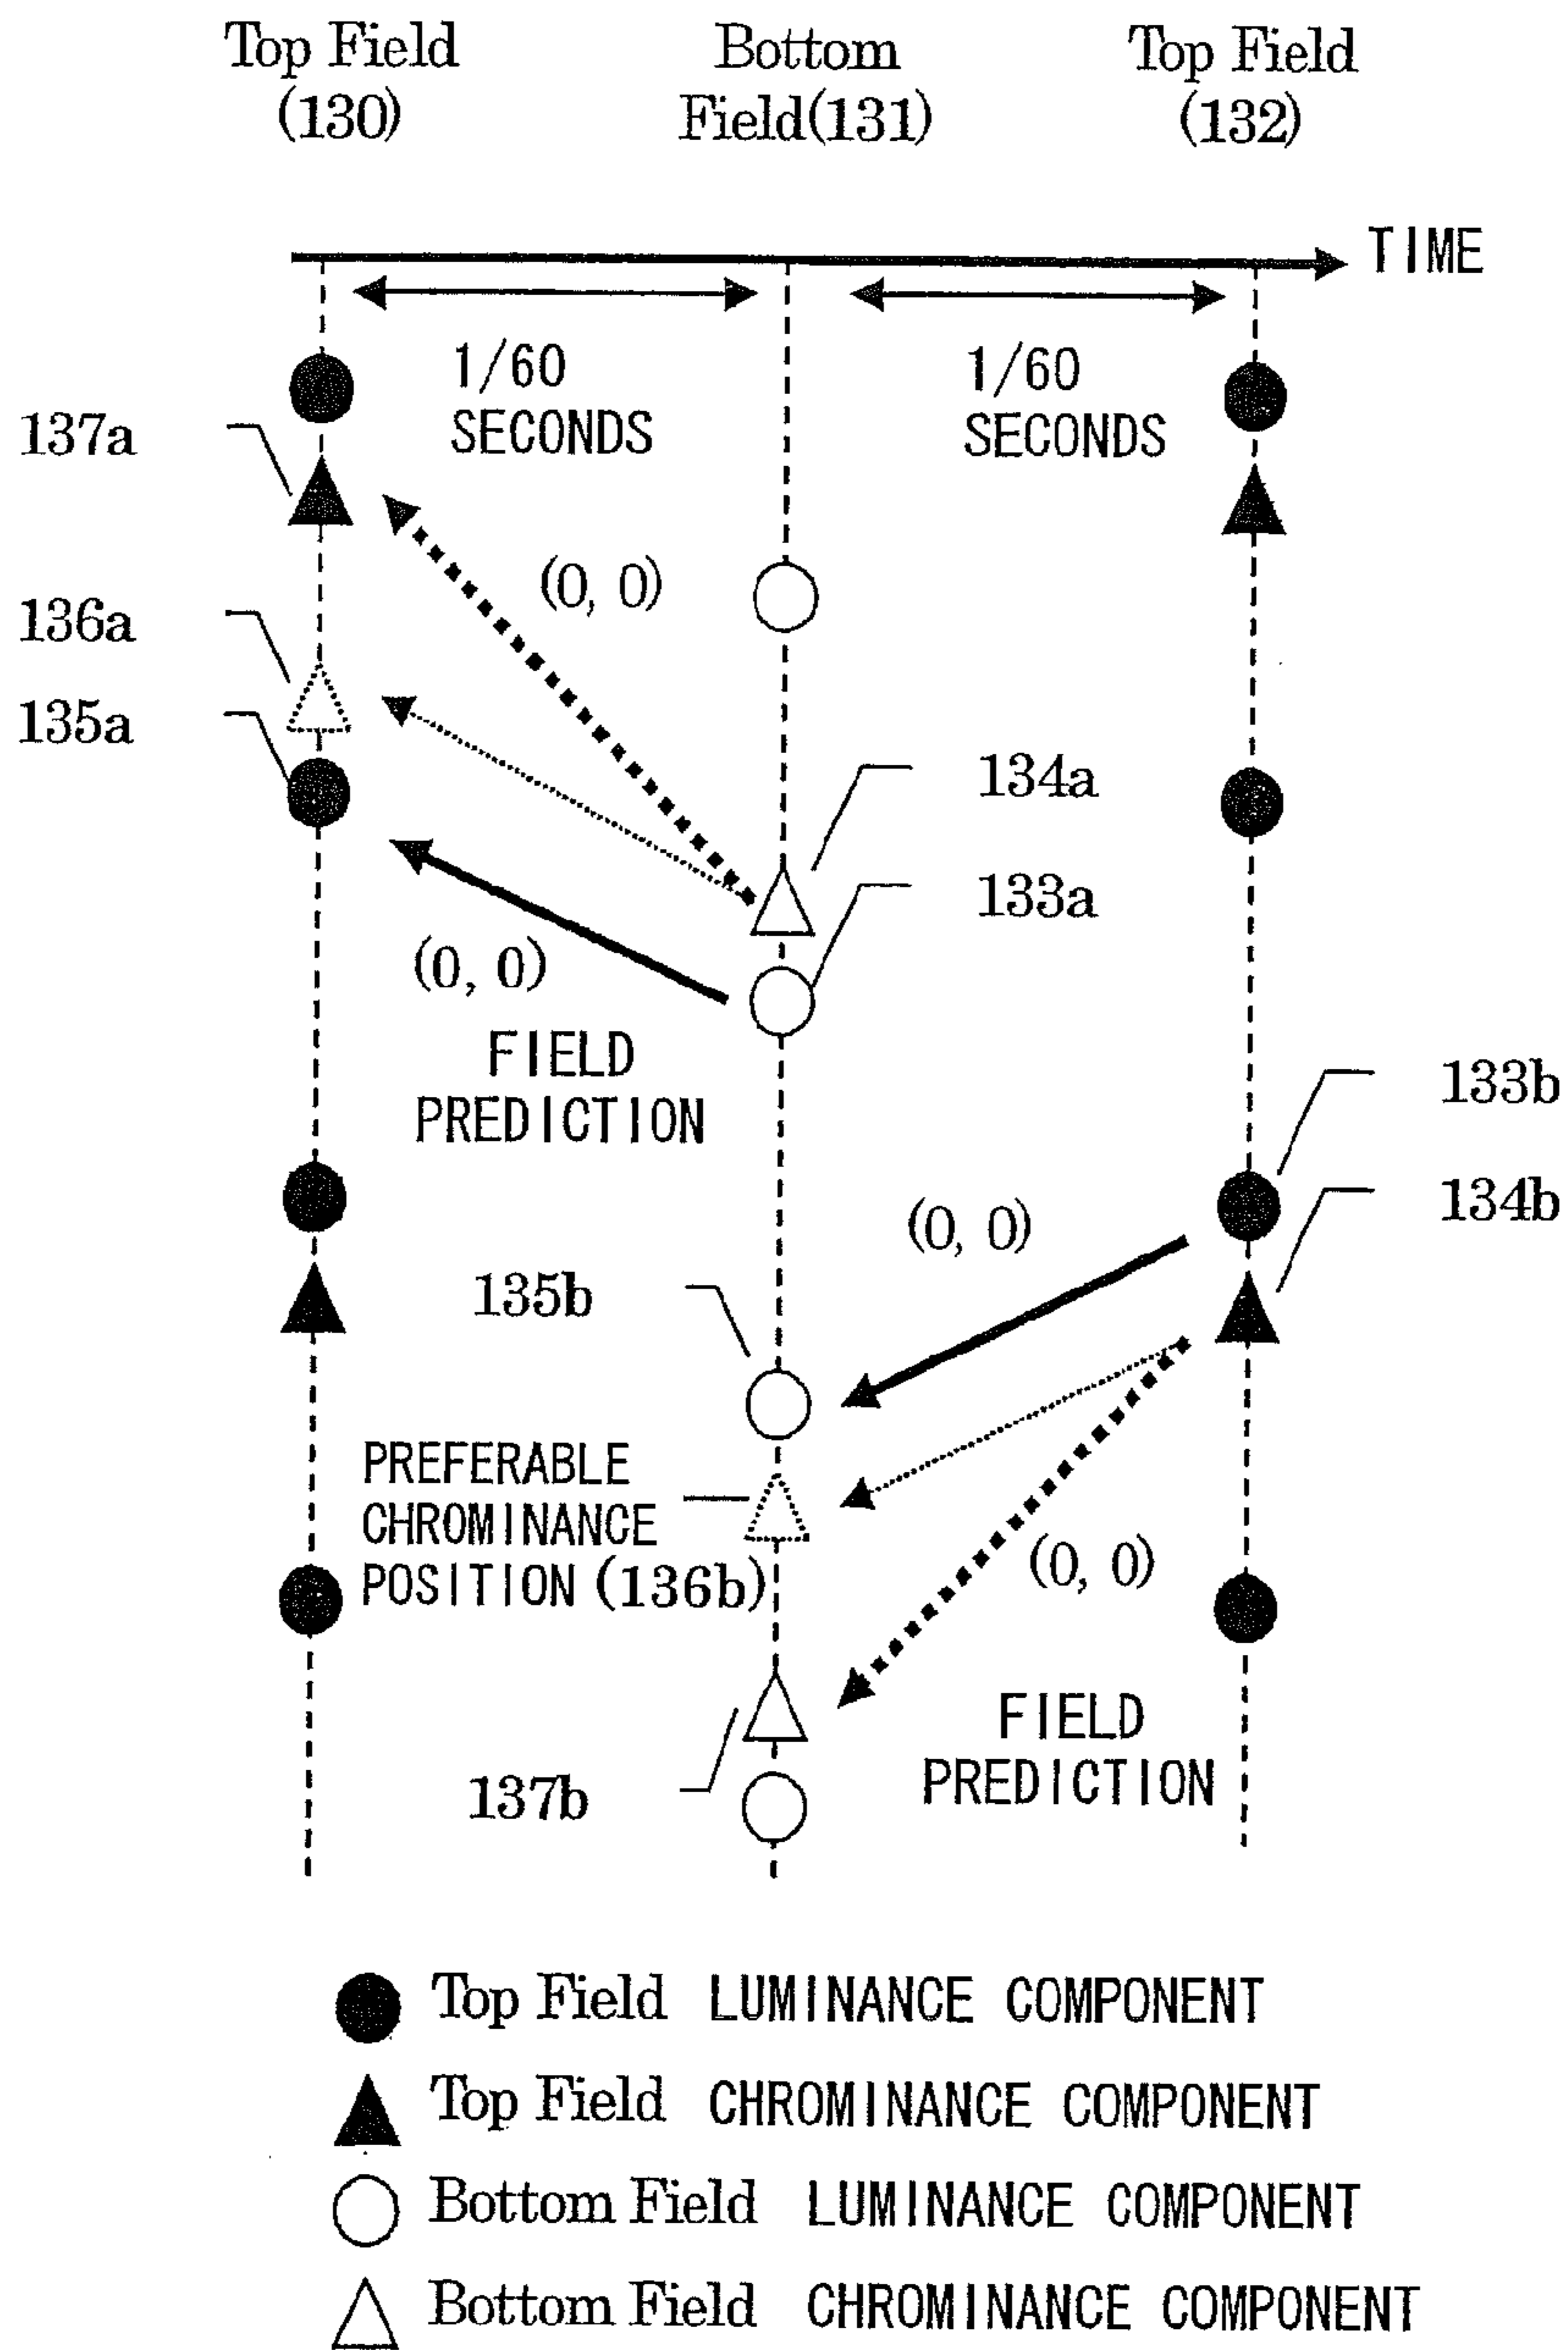 Top Field
(130)
Bottom
Field(131)
Top Field
(132)
TIME
1/60
SECONDS
1/60
SECONDS
137a
(0, 0)
136a
135a
134a
133a
(0, 0)
FIELD
PREDICTION
133b
134b
(0, 0)
135b
PREFERABLE
CHROMINANCE
POSITION (136b)
(0, 0)
FIELD
PREDICTION
137b
Top Field LUMINANCE COMPONENT
Top Field CHROMINANCE COMPONENT
Bottom Field LUMINANCE COMPONENT
Bottom Field CHROMINANCE COMPONENT